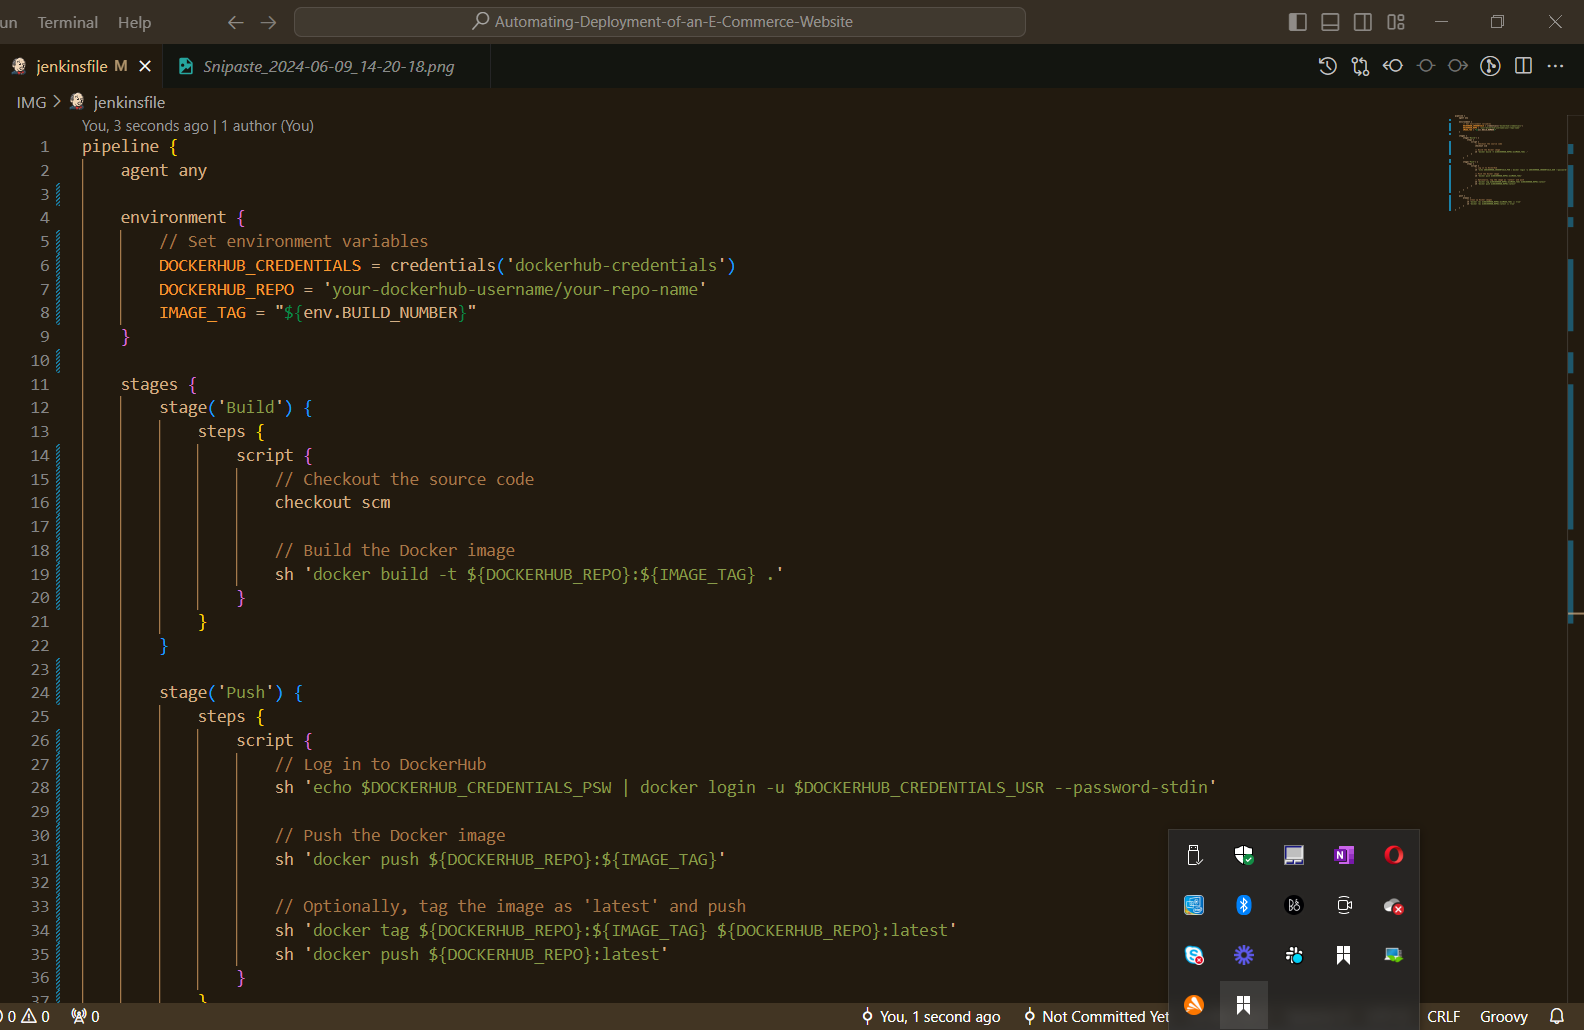 un Terminal Help Automating-Deployment-of-an-E-Commerce-Website
jenkinsfile M Snipaste_2024-06-09_14-20-18.png
IMG > jenkinsfile
You, 3 seconds ago | 1 author (You)
1 pipeline {
2 agent any
3
4 environment {
5 // Set environment variables
6 DOCKERHUB_CREDENTIALS = credentials('dockerhub-credentials')
7 DOCKERHUB_REPO = 'your-dockerhub-username/your-repo-name'
8 IMAGE_TAG = "${env.BUILD_NUMBER}"
9 }
10
11 stages {
12 stage('Build') {
13 steps {
14 script {
15 // Checkout the source code
16 checkout scm
17
18 // Build the Docker image
19 sh 'docker build -t ${DOCKERHUB_REPO}:${IMAGE_TAG} .'
20 }
21 }
22 }
23
24 stage('Push') {
25 steps {
26 script {
27 // Log in to DockerHub
28 sh 'echo $DOCKERHUB_CREDENTIALS_PSW | docker login -u $DOCKERHUB_CREDENTIALS_USR --password-stdin'
29
30 // Push the Docker image
31 sh 'docker push ${DOCKERHUB_REPO}:${IMAGE_TAG}'
32
33 // Optionally, tag the image as 'latest' and push
34 sh 'docker tag ${DOCKERHUB_REPO}:${IMAGE_TAG} ${DOCKERHUB_REPO}:latest'
35 sh 'docker push ${DOCKERHUB_REPO}:latest'
36 }
37 }
0 0 0 You, 1 second ago Not Committed Yet CRLF Groovy